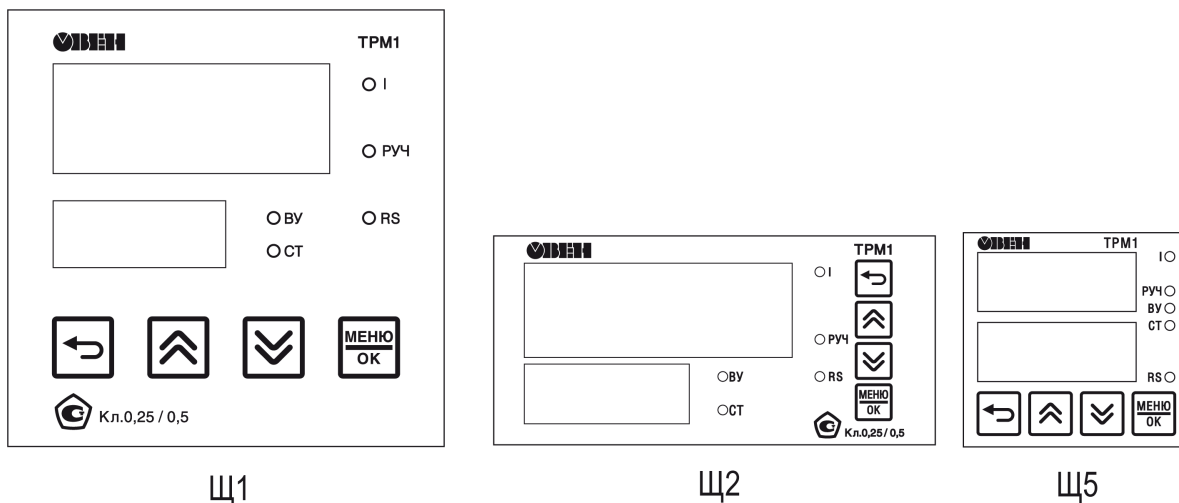 ОВЕН ТРМ1
I
РУЧ
ВУ RS
СТ
МЕНЮ
ОК
Кл.0,25 / 0,5
Щ1
ОВЕН ТРМ1
I
РУЧ
ВУ RS
СТ
МЕНЮ
ОК
Кл.0,25 / 0,5
Щ2
ОВЕН ТРМ1
I
РУЧ
ВУ
СТ
RS
МЕНЮ
ОК
Щ5